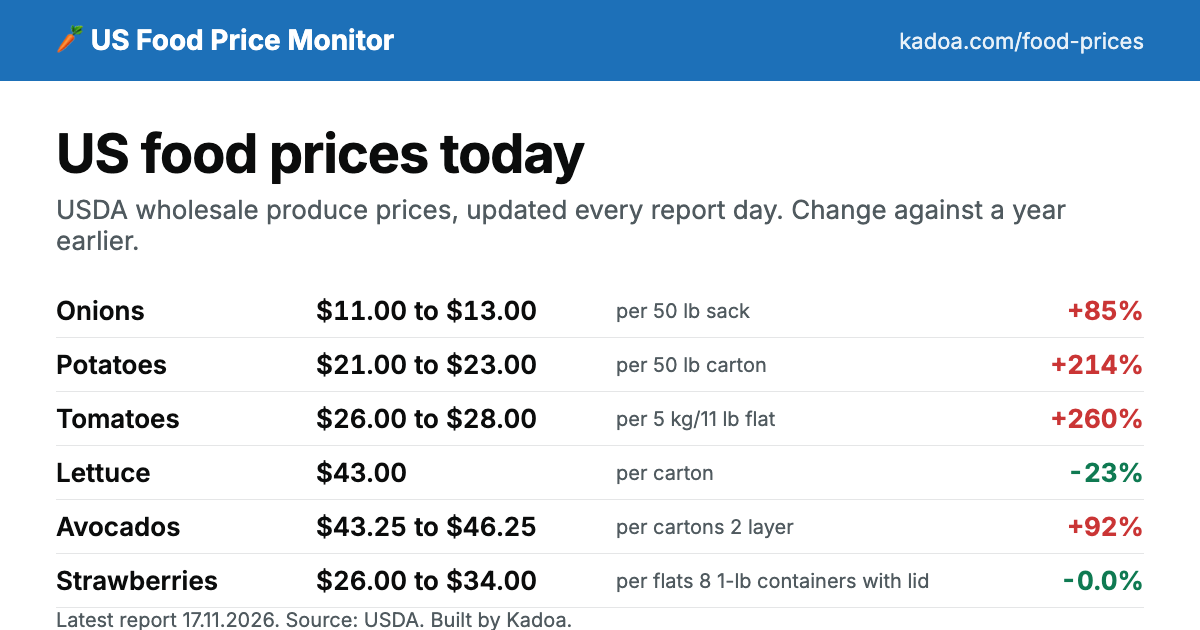 🥕 US Food Price Monitor kadoa.com/food-prices
US food prices today
USDA wholesale produce prices, updated every report day. Change against a year
earlier.
Onions $11.00 to $13.00 per 50 lb sack +85%
Potatoes $21.00 to $23.00 per 50 lb carton +214%
Tomatoes $26.00 to $28.00 per 5 kg/11 lb flat +260%
Lettuce $43.00 per carton -23%
Avocados $43.25 to $46.25 per cartons 2 layer +92%
Strawberries $26.00 to $34.00 per flats 8 1-lb containers with lid -0.0%
Latest report 17.11.2026. Source: USDA. Built by Kadoa.